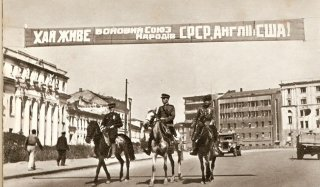 ХАЙ ЖИВЕ БОЙОВИЙ СОЮЗ НАРОДІВ СРСР, АНГЛІЇ і США!